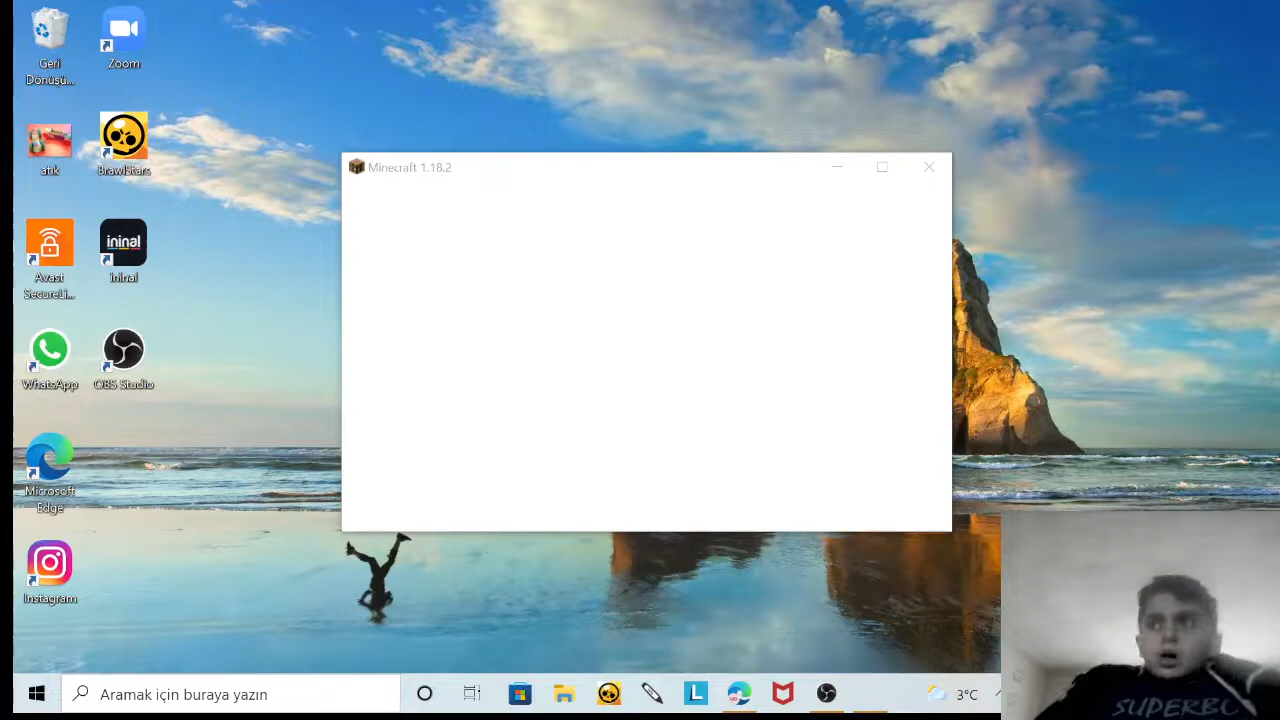 Geri
Dönüşü...
Zoom
atık
BrawlStars
Avast
SecureLi...
ininal
ininal
WhatsApp
OBS Studio
Microsoft
Edge
Instagram
Minecraft 1.18.2
Aramak için buraya yazın
L
3°C